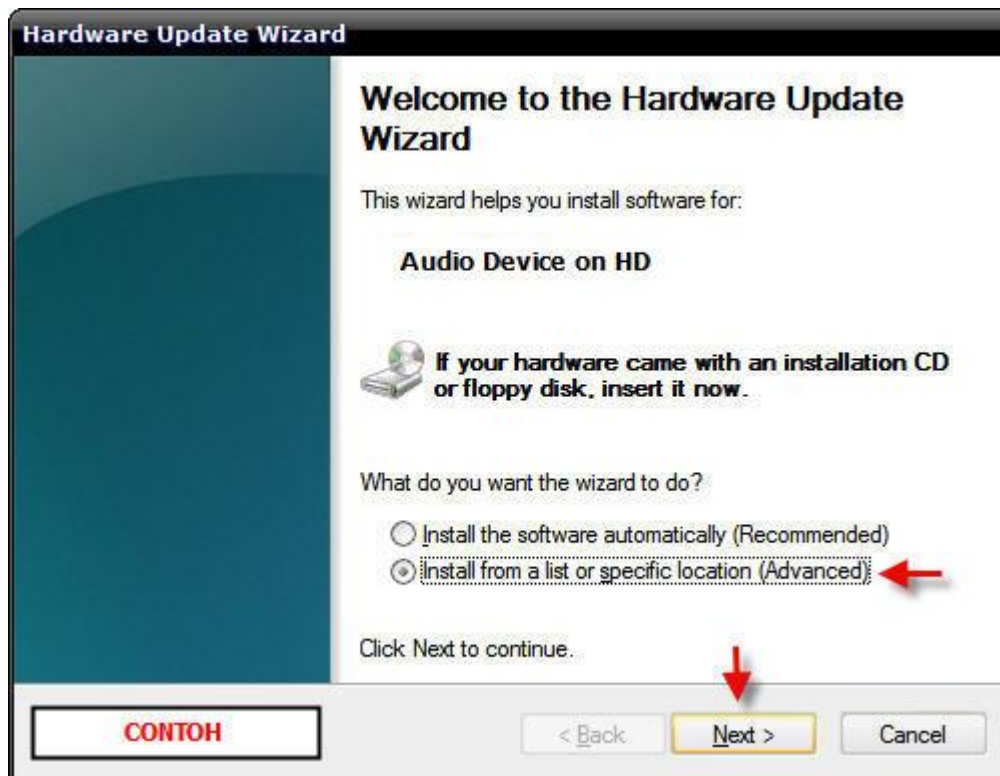 Hardware Update Wizard
Welcome to the Hardware Update
Wizard
This wizard helps you install software for:
Audio Device on HD
If your hardware came with an installation CD
or floppy disk, insert it now.
What do you want the wizard to do?
Install the software automatically (Recommended)
Install from a list or specific location (Advanced)
Click Next to continue.
CONTOH
< Back
Next >
Cancel